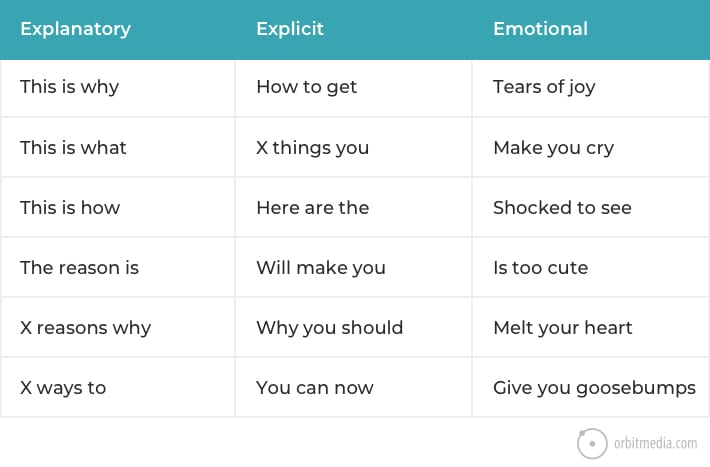 Explanatory Explicit Emotional
This is why How to get Tears of joy
This is what X things you Make you cry
This is how Here are the Shocked to see
The reason is Will make you Is too cute
X reasons why Why you should Melt your heart
X ways to You can now Give you goosebumps
orbitmedia.com